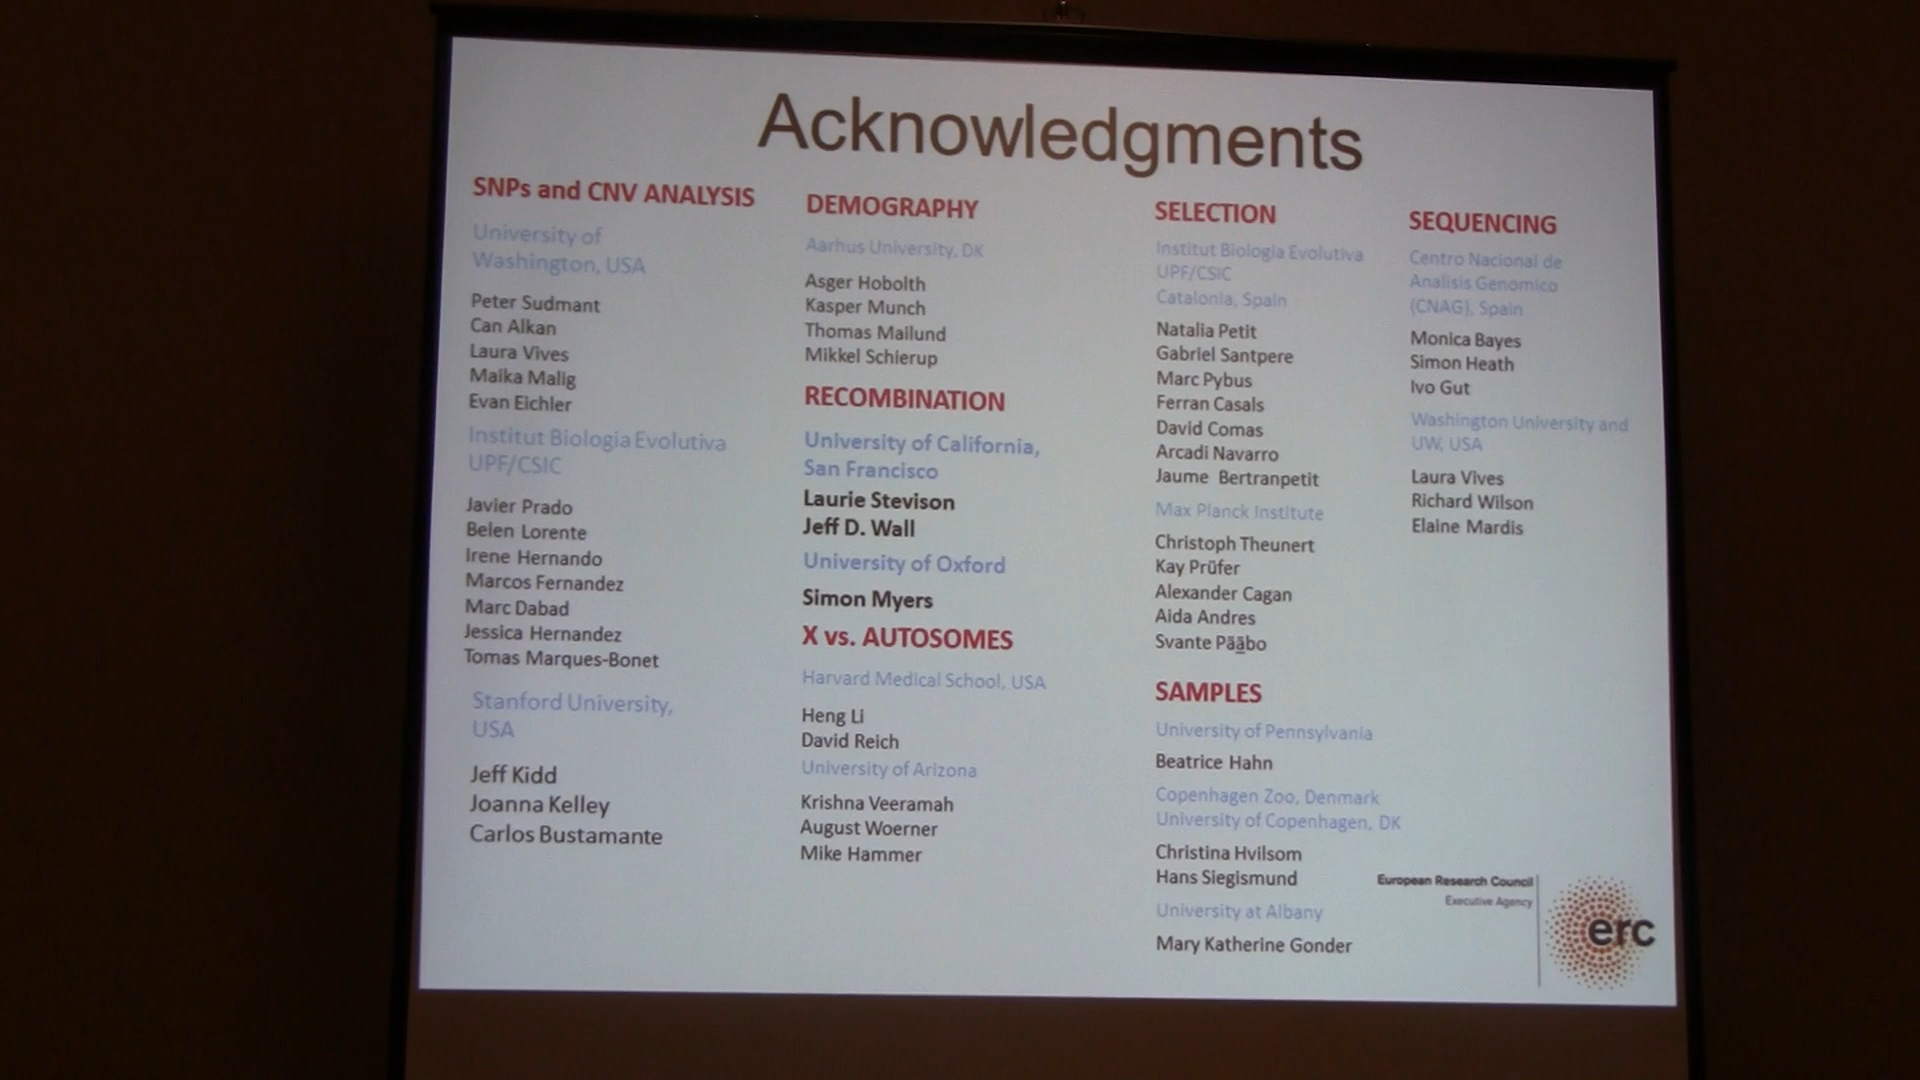 Acknowledgments
SNPs and CNV ANALYSIS
University of
Washington, USA
Peter Sudmant
Can Alkan
Laura Vives
Maika Malig
Evan Eichler
Institut Biologia Evolutiva
UPF/CSIC
Javier Prado
Belen Lorente
Irene Hernando
Marcos Fernandez
Marc Dabad
Jessica Hernandez
Tomas Marques-Bonet
Stanford University,
USA
Jeff Kidd
Joanna Kelley
Carlos Bustamante
DEMOGRAPHY
Aarhus University, DK
Asger Hobolth
Kasper Munch
Thomas Mailund
Mikkel Schierup
RECOMBINATION
University of California,
San Francisco
Laurie Stevison
Jeff D. Wall
University of Oxford
Simon Myers
X vs. AUTOSOMES
Harvard Medical School, USA
Heng Li
David Reich
University of Arizona
Krishna Veeramah
August Woerner
Mike Hammer
SELECTION
Institut Biologia Evolutiva
UPF/CSIC
Catalonia, Spain
Natalia Petit
Gabriel Santpere
Marc Pybus
Ferran Casals
David Comas
Arcadi Navarro
Jaume Bertranpetit
Max Planck Institute
Christoph Theunert
Kay Prüfer
Alexander Cagan
Aida Andres
Svante Pääbo
SAMPLES
University of Pennsylvania
Beatrice Hahn
Copenhagen Zoo, Denmark
University of Copenhagen, DK
Christina Hvilsom
Hans Siegismund
University at Albany
Mary Katherine Gonder
SEQUENCING
Centro Nacional de
Analisis Genomico
(CNAG), Spain
Monica Bayes
Simon Heath
Ivo Gut
Washington University and
UW, USA
Laura Vives
Richard Wilson
Elaine Mardis
European Research Council
Executive Agency
erc